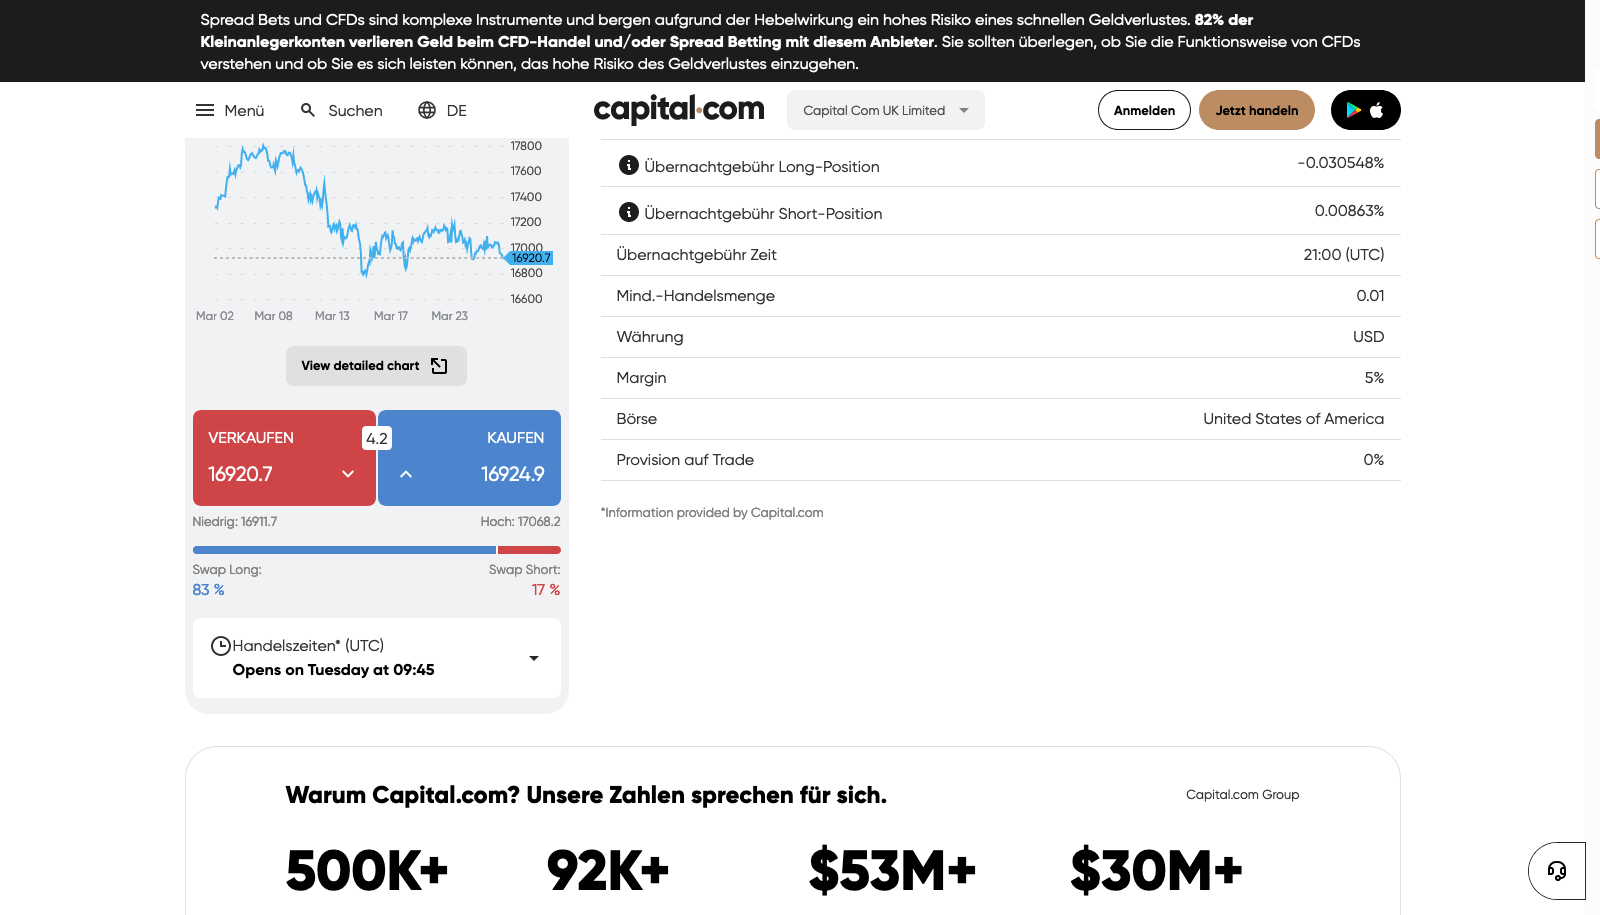 Spread Bets und CFDs sind komplexe Instrumente und bergen aufgrund der Hebelwirkung ein hohes Risiko eines schnellen Geldverlustes. 82% der
Kleinanlegerkonten verlieren Geld beim CFD-Handel und/oder Spread Betting mit diesem Anbieter. Sie sollten überlegen, ob Sie die Funktionsweise von CFDs
verstehen und ob Sie es sich leisten können, das hohe Risiko des Geldverlustes einzugehen.
Menü
Suchen
DE
capital.com
Capital Com UK Limited
Anmelden
Jetzt handeln
17800
17600
17400
17200
17000
16920.7
16800
16600
Mar 02 Mar 08 Mar 13 Mar 17 Mar 23
View detailed chart
VERKAUFEN 4.2 KAUFEN
16920.7 16924.9
Niedrig: 16911.7 Hoch: 17068.2
Swap Long: Swap Short:
83 % 17 %
Handelszeiten* (UTC)
Opens on Tuesday at 09:45
Übernachtgebühr Long-Position -0.030548%
Übernachtgebühr Short-Position 0.00863%
Übernachtgebühr Zeit 21:00 (UTC)
Mind.-Handelsmenge 0.01
Währung USD
Margin 5%
Börse United States of America
Provision auf Trade 0%
*Information provided by Capital.com
Warum Capital.com? Unsere Zahlen sprechen für sich.
Capital.com Group
500K+ 92K+ $53M+ $30M+